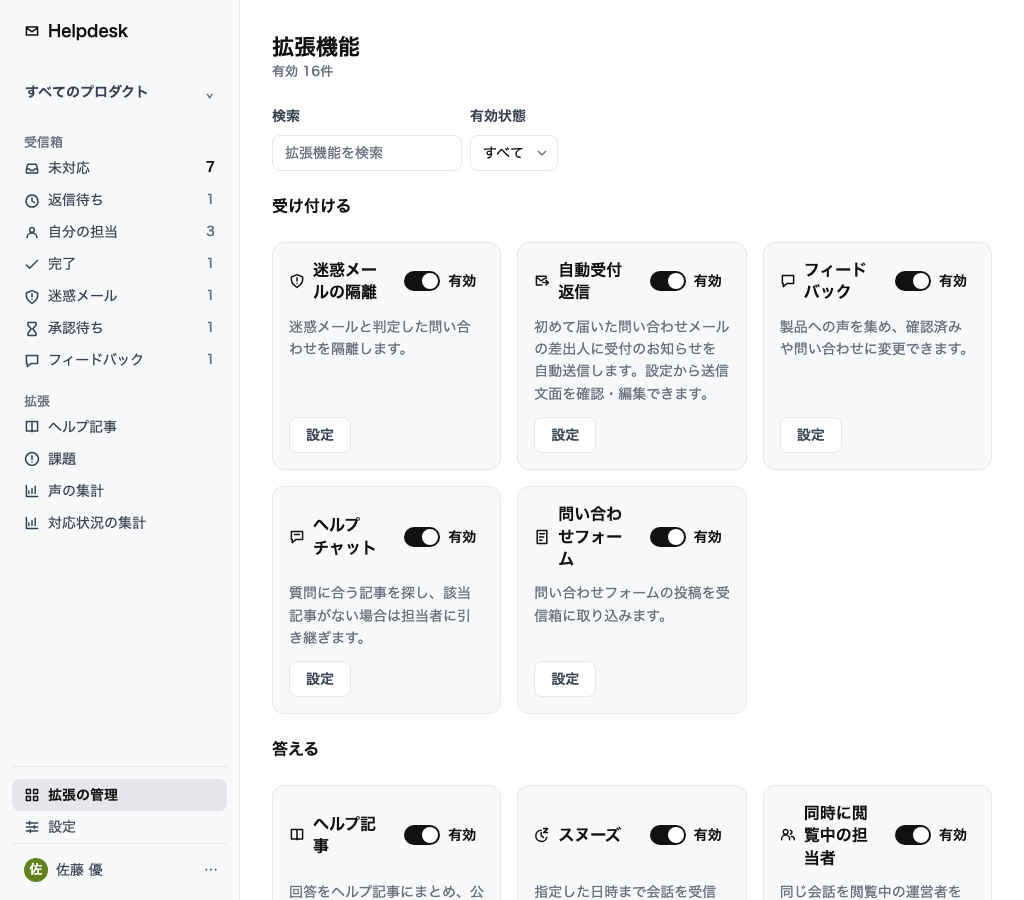 Helpdesk
すべてのプロダクト
受信箱
未対応 7
返信待ち 1
自分の担当 3
完了 1
迷惑メール 1
承認待ち 1
フィードバック 1
拡張
ヘルプ記事
課題
声の集計
対応状況の集計
拡張の管理
設定
佐 佐藤 優 …
拡張機能
有効 16件
検索
拡張機能を検索
有効状態
すべて
受け付ける
迷惑メー
ルの隔離
有効
迷惑メールと判定した問い合
わせを隔離します。
設定
自動受付
返信
有効
初めて届いた問い合わせメール
の差出人に受付のお知らせを
自動送信します。設定から送信
文面を確認・編集できます。
設定
フィード
バック
有効
製品への声を集め、確認済み
や問い合わせに変更できます。
設定
ヘルプ
チャット
有効
質問に合う記事を探し、該当
記事がない場合は担当者に引
き継ぎます。
設定
問い合わ
せフォー
ム
有効
問い合わせフォームの投稿を受
信箱に取り込みます。
設定
答える
ヘルプ記
事
有効
回答をヘルプ記事にまとめ、公
スヌーズ
有効
指定した日時まで会話を受信
同時に閲
覧中の担
当者
有効
同じ会話を閲覧中の運営者を